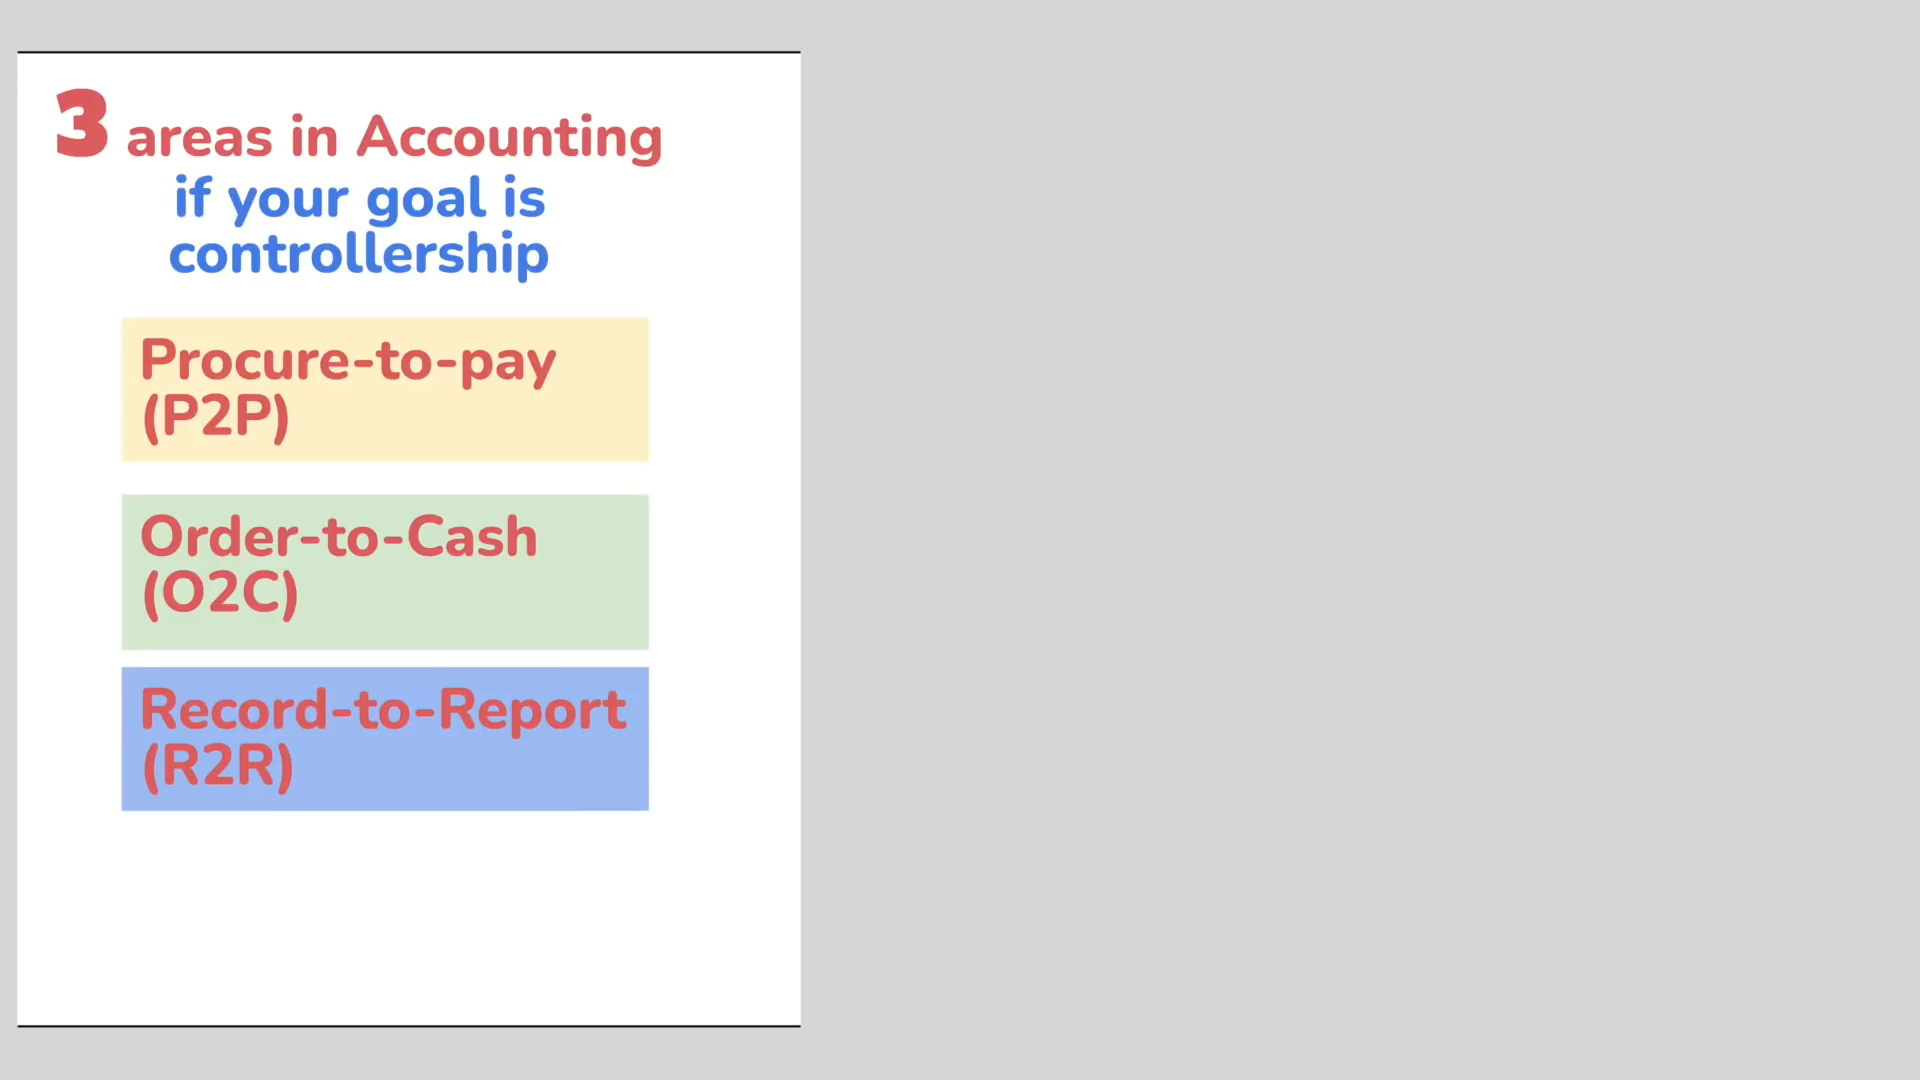 3 areas in Accounting
if your goal is
controllership
Procure-to-pay
(P2P)
Order-to-Cash
(O2C)
Record-to-Report
(R2R)